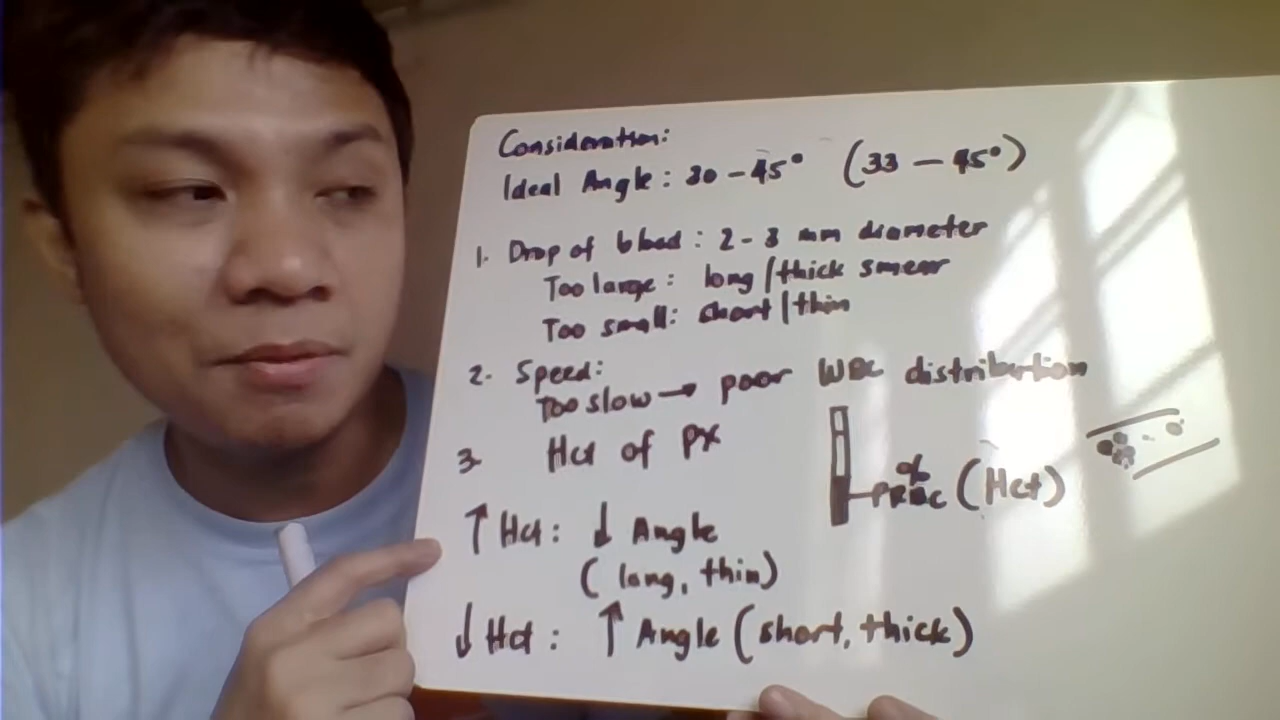 Consideration:
Ideal Angle: 30-45° (33-45°)
1. Drop of blood: 2-3 mm diameter
Too large: long/thick smear
Too small: short/thin
2. Speed:
Too slow → poor WBC distribution
3. Hct of Px
% PRBC (Hct)
↑ Hct: ↓ Angle
(long, thin)
↓ Hct: ↑ Angle (short, thick)